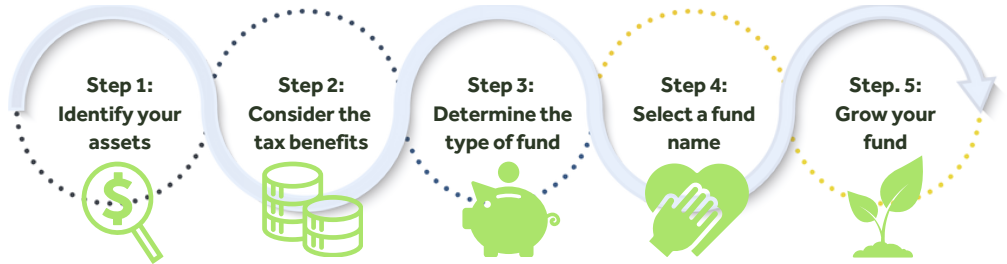 Step 1:
Identify your
assets
Step 2:
Consider the
tax benefits
Step 3:
Determine the
type of fund
Step 4:
Select a fund
name
Step. 5:
Grow your
fund
$